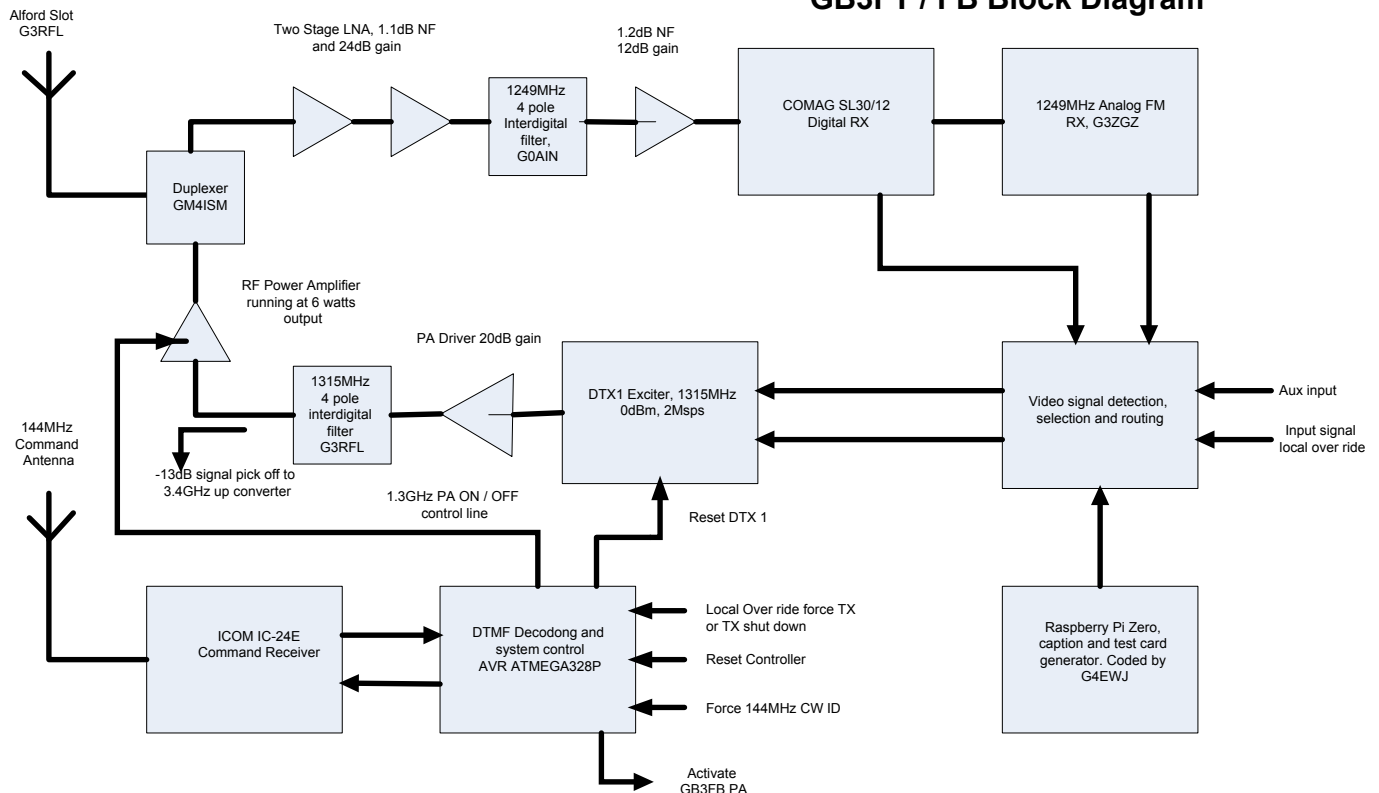 GB3FY / FB Block Diagram
Alford Slot
G3RFL
Two Stage LNA, 1.1dB NF
and 24dB gain
1.2dB NF
12dB gain
1249MHz
4 pole
Interdigital
filter,
G0AIN
COMAG SL30/12
Digital RX
1249MHz Analog FM
RX, G3ZGZ
Duplexer
GM4ISM
RF Power Amplifier
running at 6 watts
output
PA Driver 20dB gain
1315MHz
4 pole
interdigital
filter
G3RFL
DTX1 Exciter, 1315MHz
0dBm, 2Msps
Video signal detection,
selection and routing
Aux input
Input signal
local over ride
144MHz
Command
Antenna
-13dB signal pick off to
3.4GHz up converter
1.3GHz PA ON / OFF
control line
Reset DTX 1
ICOM IC-24E
Command Receiver
DTMF Decodong and
system control
AVR ATMEGA328P
Local Over ride force TX
or TX shut down
Reset Controller
Force 144MHz CW ID
Raspberry Pi Zero,
caption and test card
generator. Coded by
G4EWJ
Activate
GB3FB PA